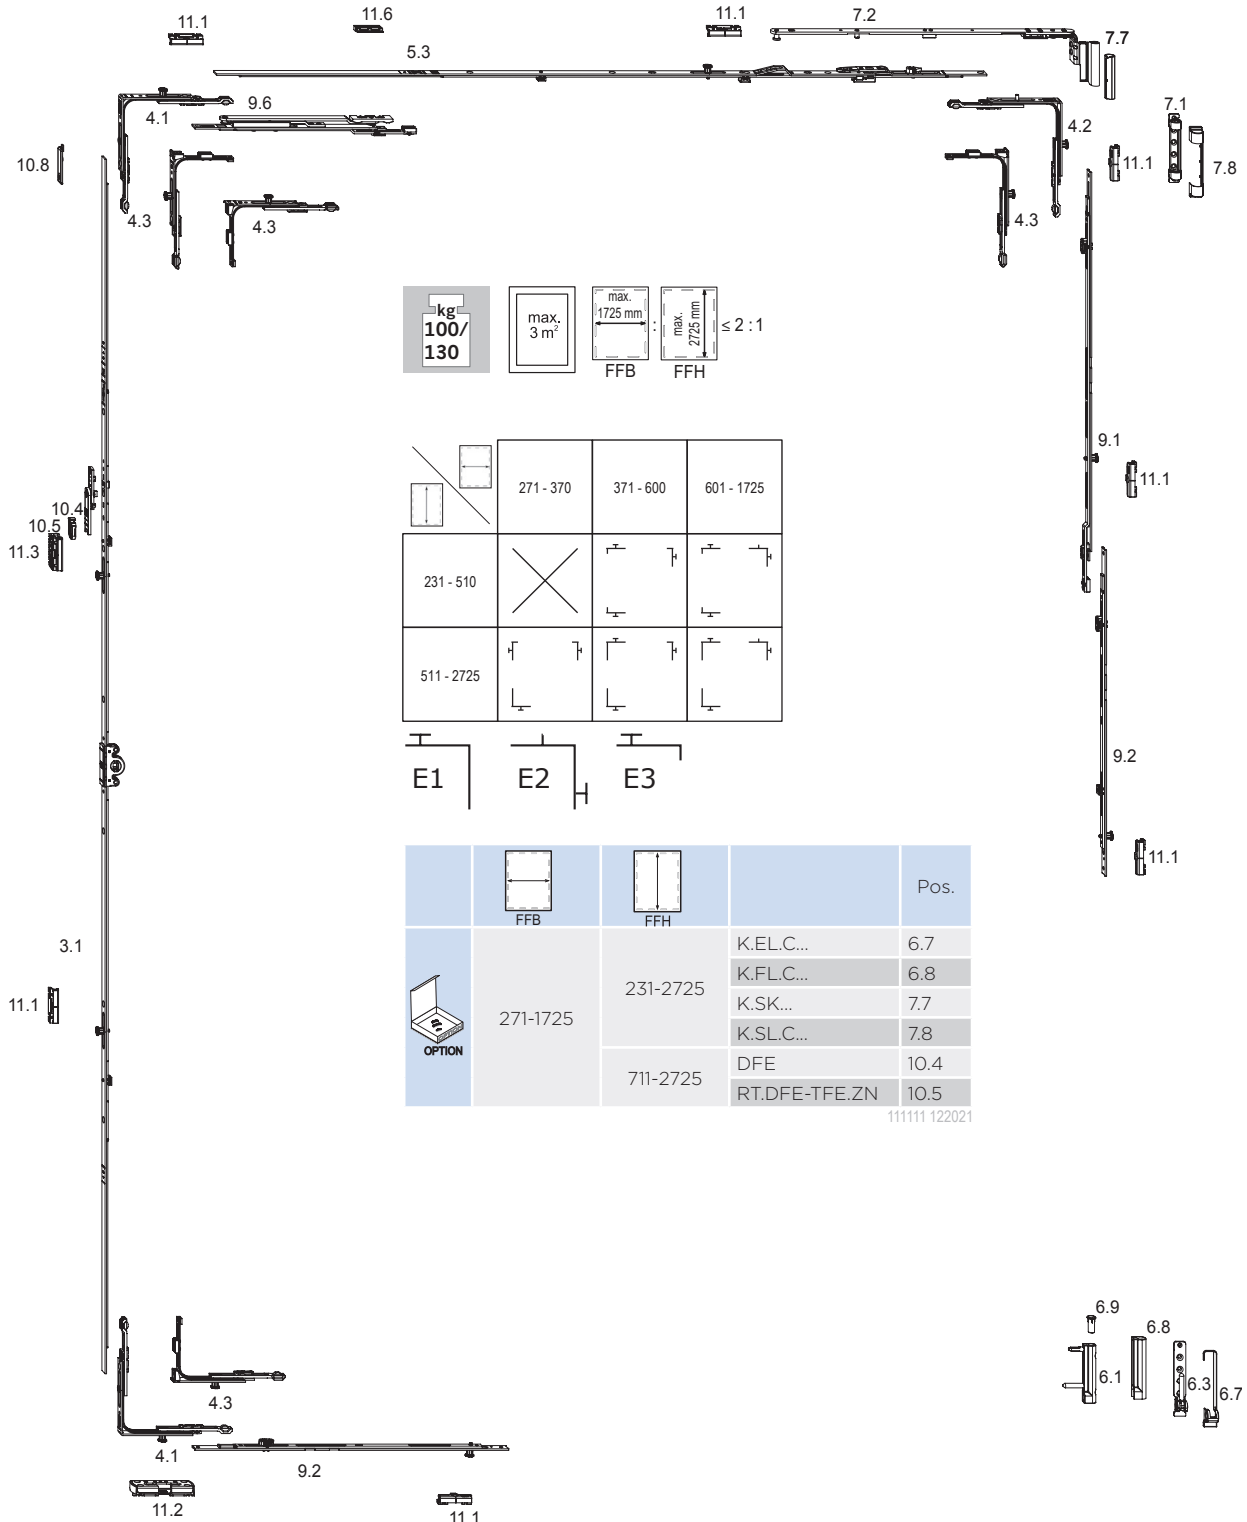 11.1
11.6
11.1
7.2
5.3
7.7
4.1
9.6
7.1
4.2
10.8
11.1
7.8
4.3
4.3
4.3
kg
100/
130
max.
3 m²
max.
1725 mm
:
max.
2725 mm
≤ 2 : 1
FFB
FFH
9.1
11.1
271 - 370
371 - 600
601 - 1725
10.4
10.5
11.3
231 - 510
511 - 2725
E1
E2
E3
9.2
11.1
FFB
FFH
Pos.
3.1
11.1
OPTION
271-1725
231-2725
K.EL.C...
6.7
K.FL.C...
6.8
K.SK...
7.7
K.SL.C...
7.8
711-2725
DFE
10.4
RT.DFE-TFE.ZN
10.5
111111 122021
6.9
6.8
6.1
6.3
6.7
4.3
4.1
9.2
11.2
11.1